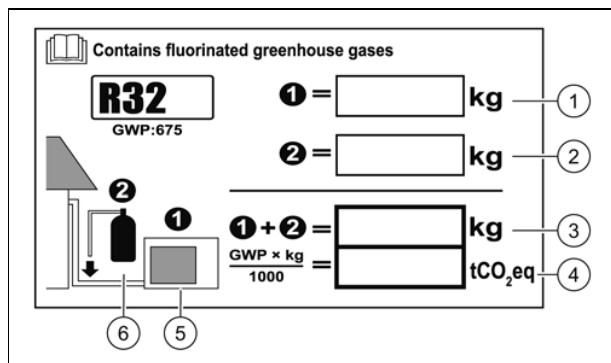 Contains fluorinated greenhouse gases
R32
GWP:675
❶ = kg ①
❷ = kg ②
❷
❶
❶+❷ = kg ③
GWP × kg
1000
= tCO₂eq ④
⑥ ⑤